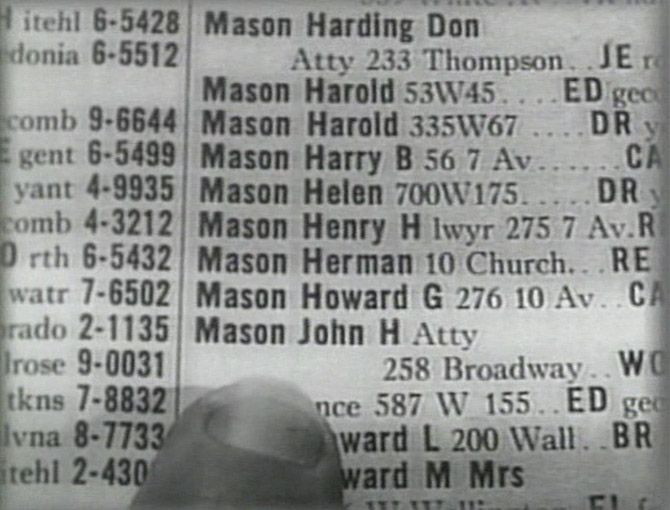 itehl 6-5428
donia 6-5512
comb 9-6644
gent 6-5499
yant 4-9935
comb 4-3212
rth 6-5432
watr 7-6502
rado 2-1135
lrose 9-0031
tkns 7-8832
lvna 8-7733
itehl 2-430
Mason Harding Don
Atty 233 Thompson..JE
Mason Harold 53W45....ED
Mason Harold 335W67 ....DR
Mason Harry B 56 7 Av......CA
Mason Helen 700W175.....DR
Mason Henry H lwyr 275 7 Av.R
Mason Herman 10 Church...RE
Mason Howard G 276 10 Av..CA
Mason John H Atty
258 Broadway..WO
nce 587 W 155..ED
ward L 200 Wall..BR
ward M Mrs